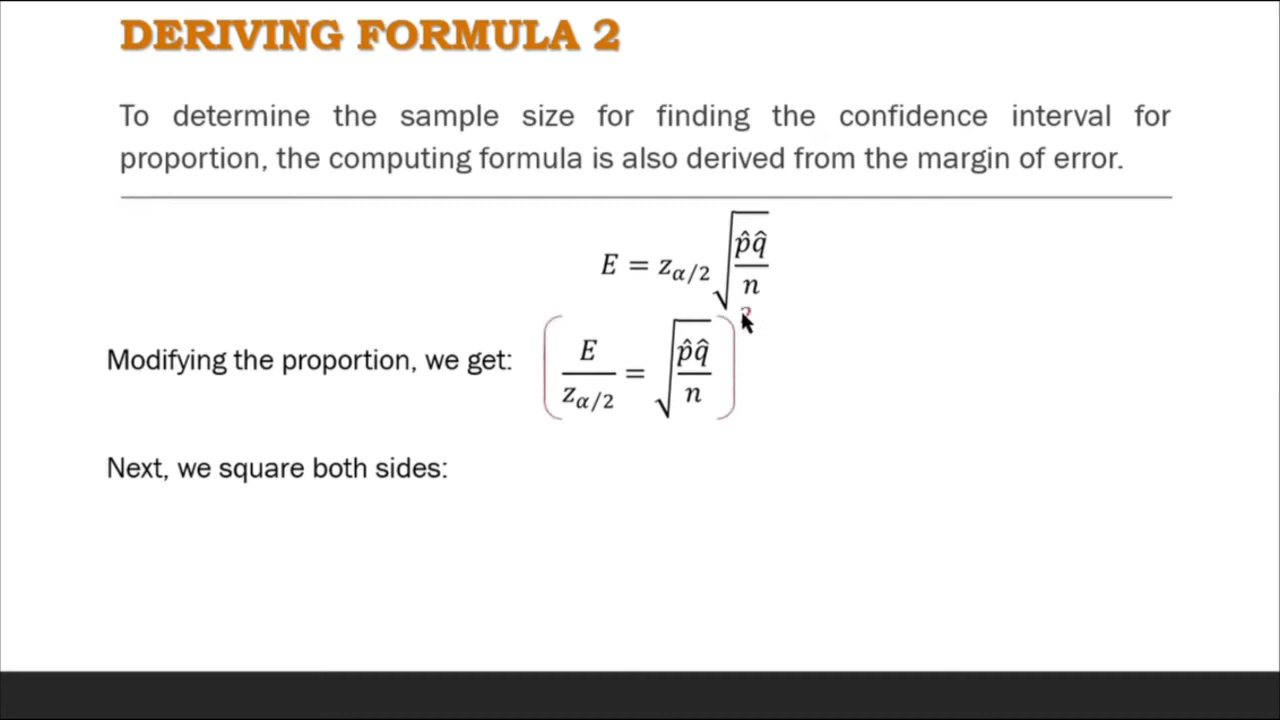 DERIVING FORMULA 2
To determine the sample size for finding the confidence interval for
proportion, the computing formula is also derived from the margin of error.
E = z_{α/2} √(p̂q̂/n)
Modifying the proportion, we get: (E/z_{α/2} = √(p̂q̂/n))
Next, we square both sides: